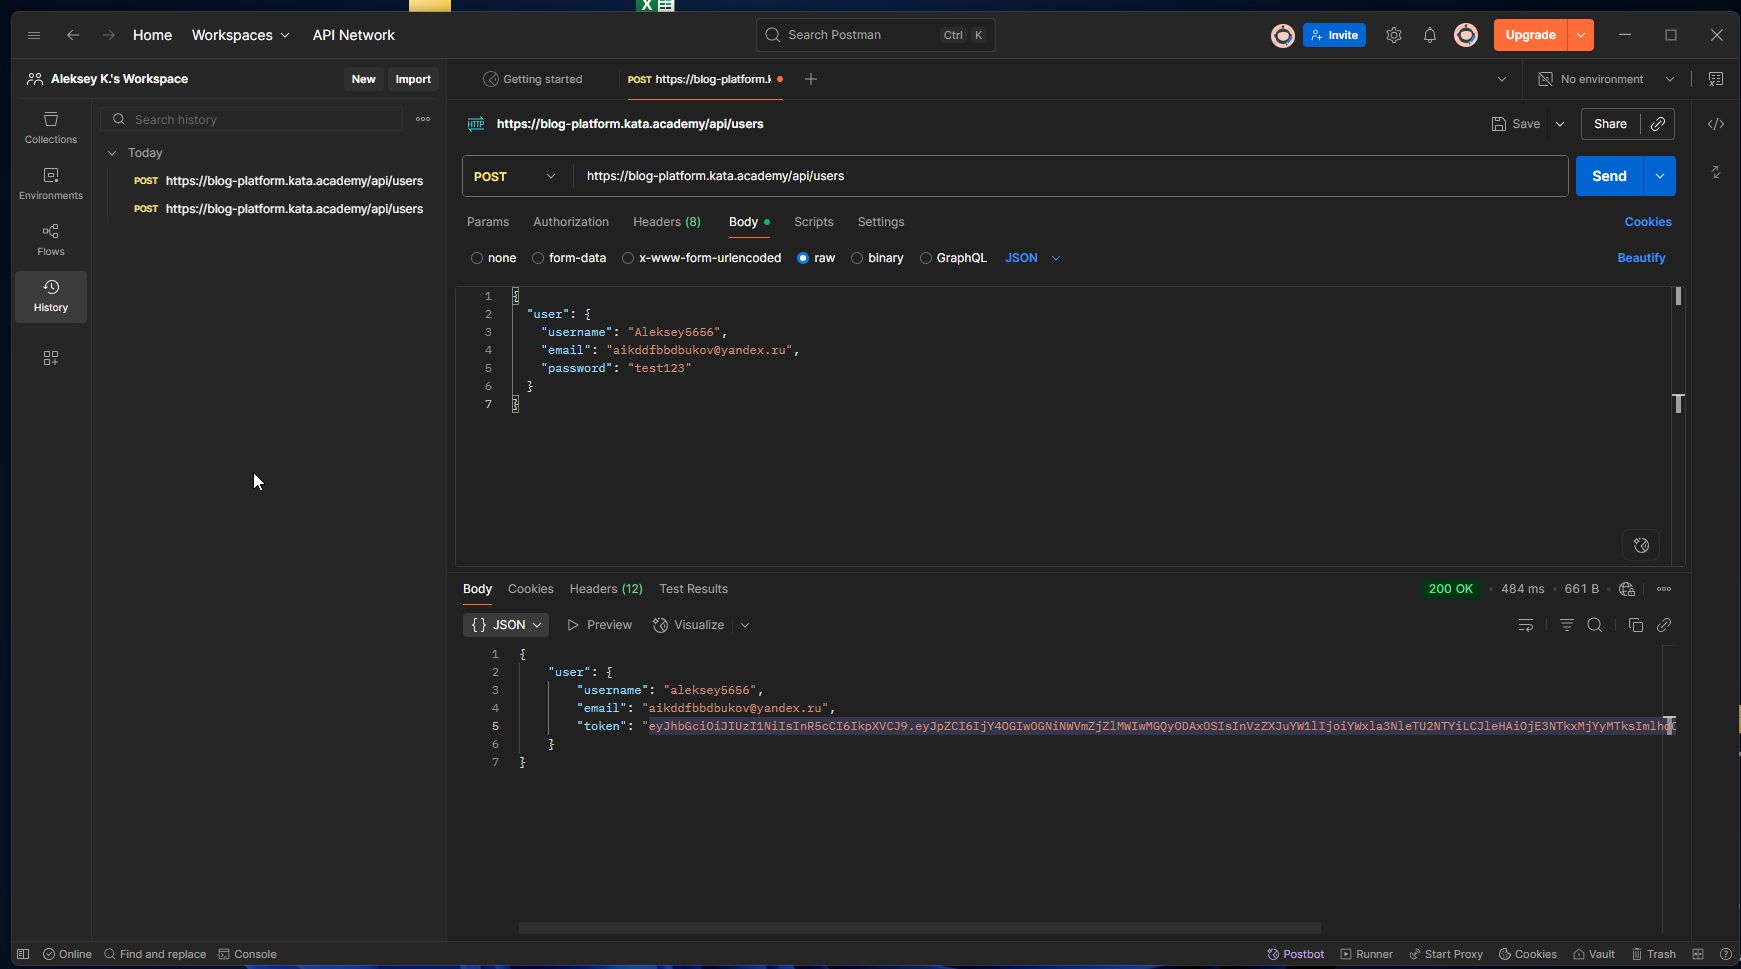 Home Workspaces API Network Search Postman Ctrl K Invite Upgrade
Aleksey K.'s Workspace New Import
Getting started POST https://blog-platform.k No environment
Collections
Environments
Flows
History
Search history
Today
POST https://blog-platform.kata.academy/api/users
POST https://blog-platform.kata.academy/api/users
HTTP https://blog-platform.kata.academy/api/users Save Share
POST https://blog-platform.kata.academy/api/users Send
Params Authorization Headers (8) Body Scripts Settings Cookies
none form-data x-www-form-urlencoded raw binary GraphQL JSON Beautify
1 {
2 "user": {
3 "username": "Aleksey5656",
4 "email": "aikddfbbdbukov@yandex.ru",
5 "password": "test123"
6 }
7 }
Body Cookies Headers (12) Test Results 200 OK • 484 ms • 661 B
{} JSON Preview Visualize
1 {
2 "user": {
3 "username": "aleksey5656",
4 "email": "aikddfbbdbukov@yandex.ru",
5 "token": "eyJhbGciOiJIUzI1NiIsInR5cCI6IkpXVCJ9.eyJpZCI6IjY4OGIwOGNiNWVmZjZlMWIwMGQyODAxOSIsInVzZXJuYW1lIjoiYWxla3NleTU2NTYiLCJleHAiOjE3NTkxMjYyMTksImlhdC
6 }
7 }
Online Find and replace Console Postbot Runner Start Proxy Cookies Vault Trash